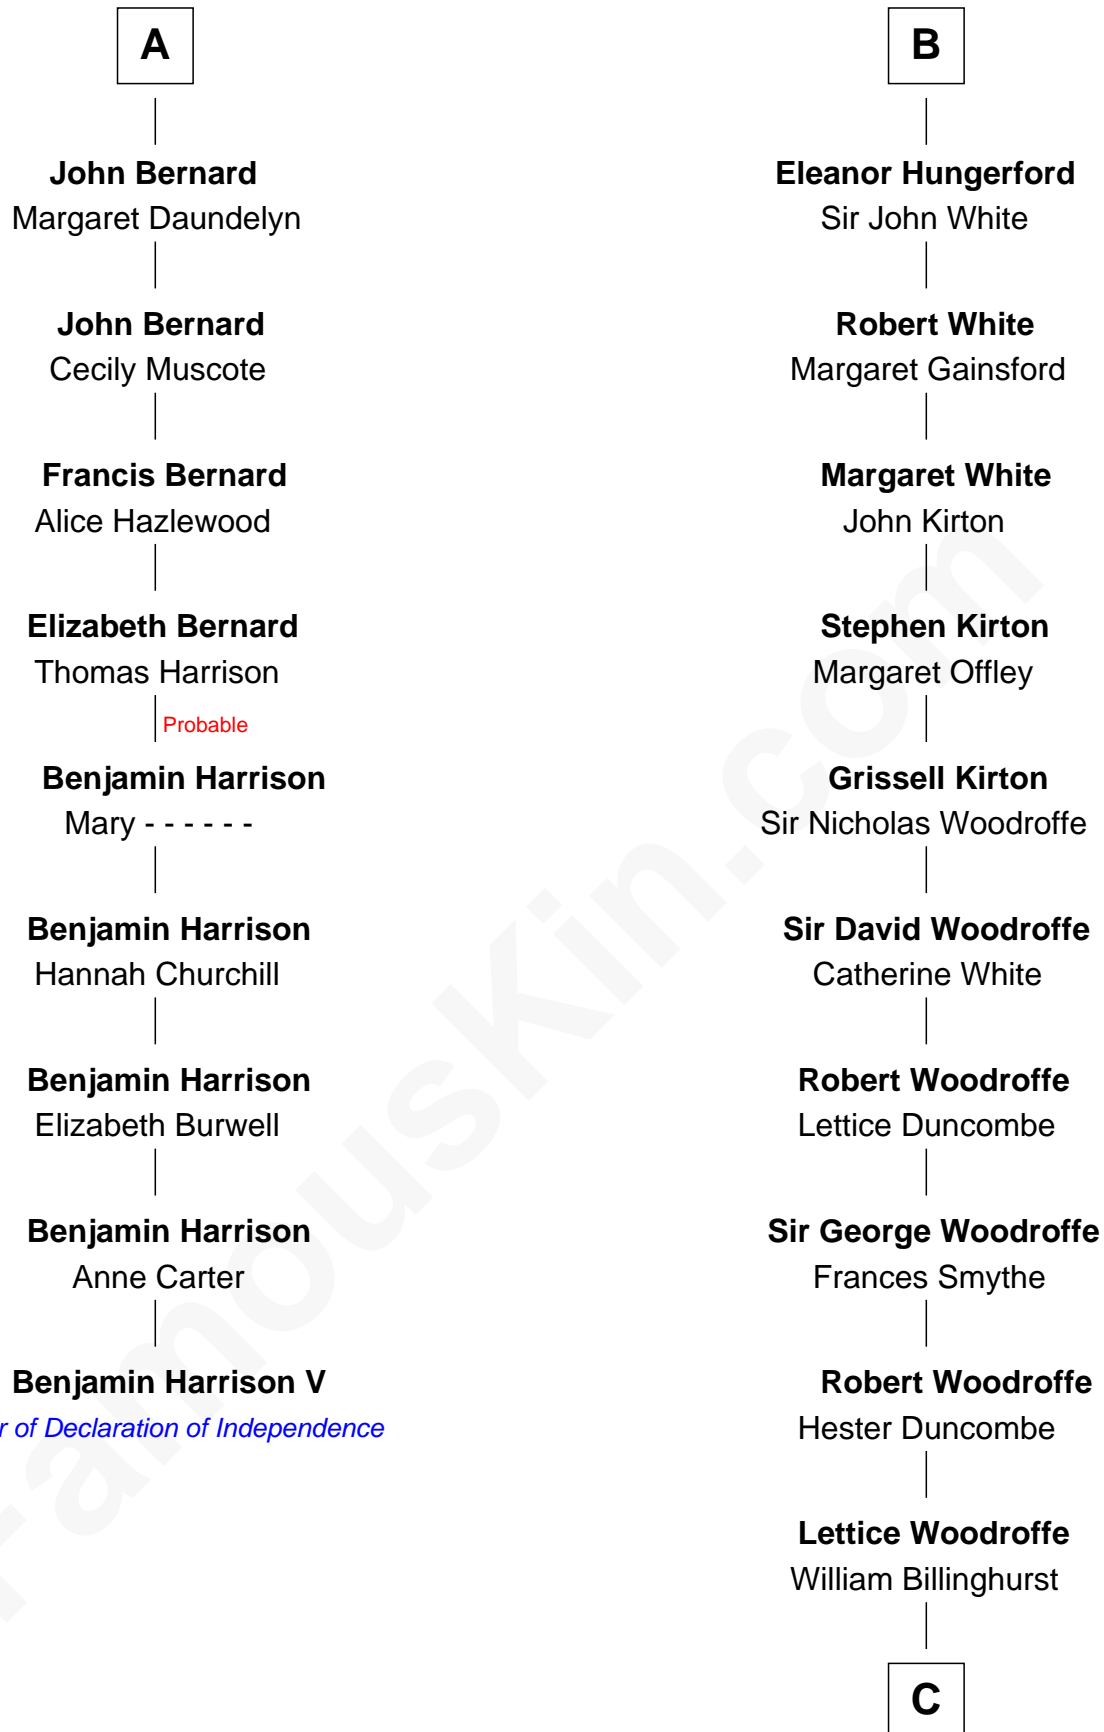 A
John Bernard
Margaret Daundelyn
John Bernard
Cecily Muscote
Francis Bernard
Alice Hazlewood
Elizabeth Bernard
Thomas Harrison
Probable
Benjamin Harrison
Mary - - - - - -
Benjamin Harrison
Hannah Churchill
Benjamin Harrison
Elizabeth Burwell
Benjamin Harrison
Anne Carter
Benjamin Harrison V
r of Declaration of Independence
B
Eleanor Hungerford
Sir John White
Robert White
Margaret Gainsford
Margaret White
John Kirton
Stephen Kirton
Margaret Offley
Grissell Kirton
Sir Nicholas Woodroffe
Sir David Woodroffe
Catherine White
Robert Woodroffe
Lettice Duncombe
Sir George Woodroffe
Frances Smythe
Robert Woodroffe
Hester Duncombe
Lettice Woodroffe
William Billinghurst
C
FamousKin.com